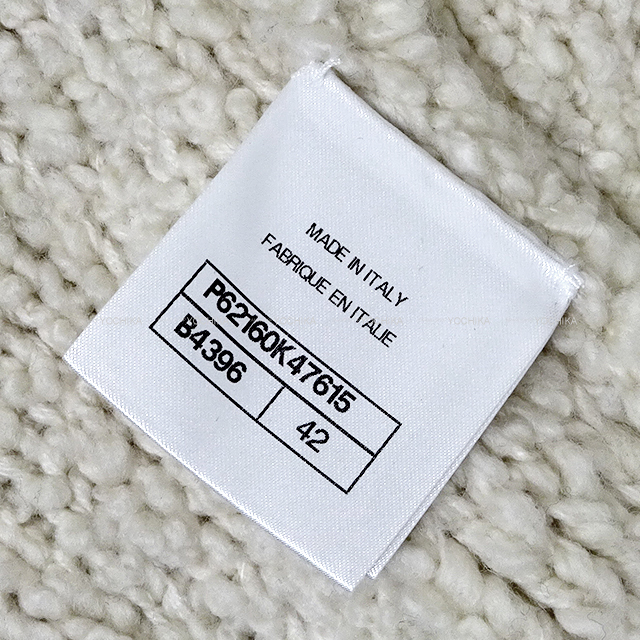 MADE IN ITALY
FABRIQUE EN ITALIE
P62160K47615
B4396 42